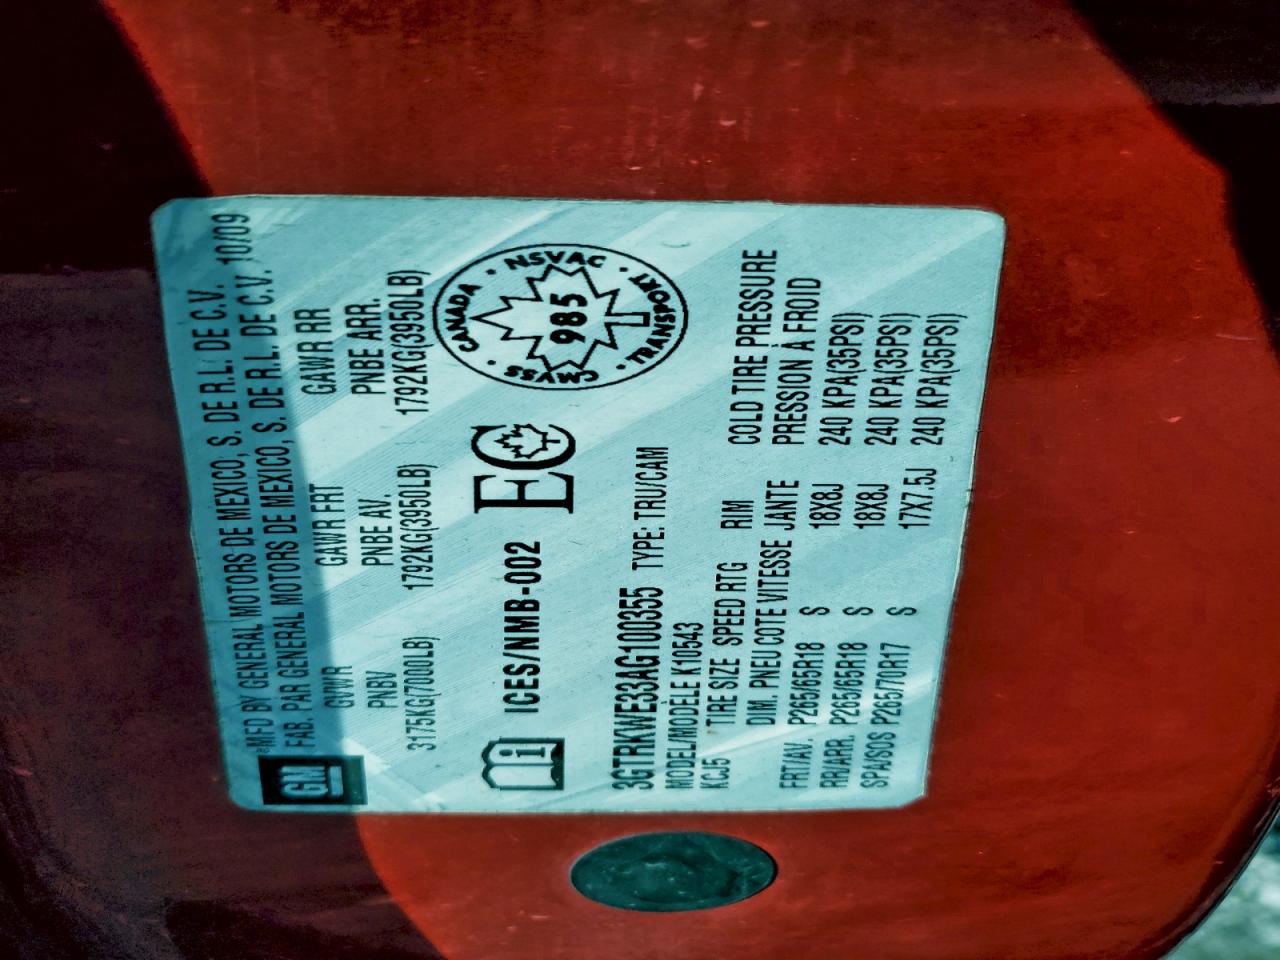 GM
MFD BY GENERAL MOTORS DE MEXICO, S. DE R.L. DE C.V.
FAB. PAR GENERAL MOTORS DE MEXICO, S. DE R.L. DE C.V. 10/09
GVWR GAWR FRT GAWR RR
PNBV PNBE AV. PNBE ARR.
3175KG(7000LB) 1792KG(3950LB) 1792KG(3950LB)
i ICES/NMB-002 EC
CANADA · NSVAC · TRANSPORT · CMVSS
985
3GTRKWE33AG100355 TYPE: TRU/CAM
MODEL/MODÈLE K10543
KCJ5 TIRE SIZE SPEED RTG RIM COLD TIRE PRESSURE
DIM. PNEU COTE VITESSE JANTE PRESSION À FROID
FRT/AV. P265/65R18 S 18X8J 240 KPA(35PSI)
RR/ARR. P265/65R18 S 18X8J 240 KPA(35PSI)
SPA/SOS P265/70R17 S 17X7.5J 240 KPA(35PSI)